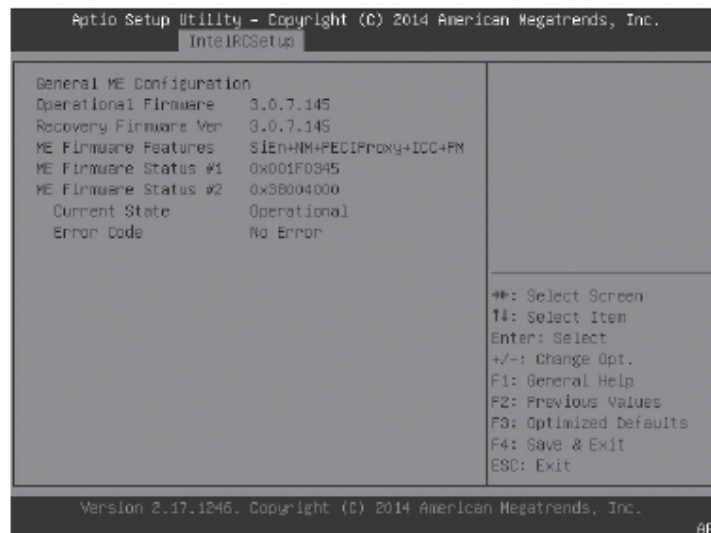 Aptio Setup Utility – Copyright (C) 2014 American Megatrends, Inc.
IntelRCSetup
General ME Configuration
Operational Firmware 3.0.7.145
Recovery Firmware Ver 3.0.7.145
ME Firmware Features SiEn+NM+PECIProxy+ICC+PM
ME Firmware Status #1 0x001F0345
ME Firmware Status #2 0x38004000
Current State Operational
Error Code No Error
→←: Select Screen
↑↓: Select Item
Enter: Select
+/-: Change Opt.
F1: General Help
F2: Previous Values
F3: Optimized Defaults
F4: Save & Exit
ESC: Exit
Version 2.17.1246. Copyright (C) 2014 American Megatrends, Inc.